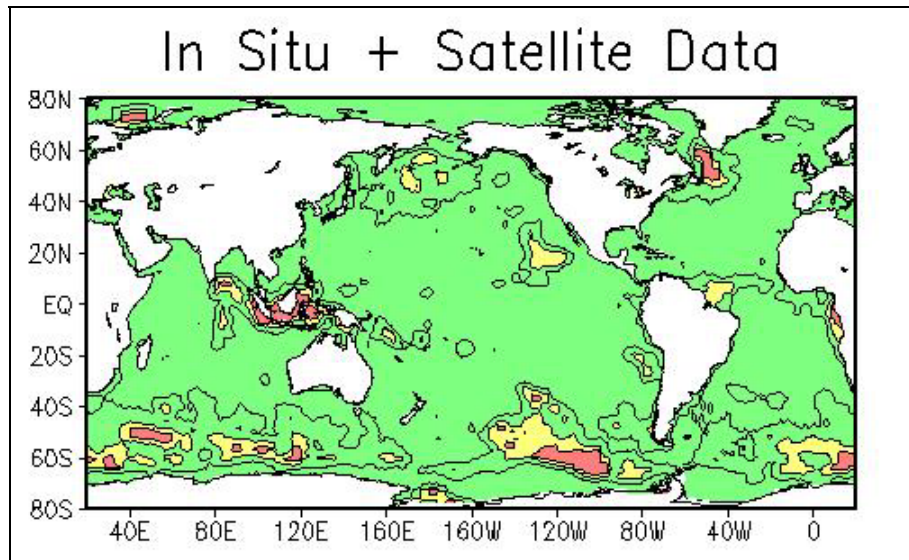 In Situ + Satellite Data
80N
60N
40N
20N
EQ
20S
40S
60S
80S
40E 80E 120E 160E 160W 120W 80W 40W 0